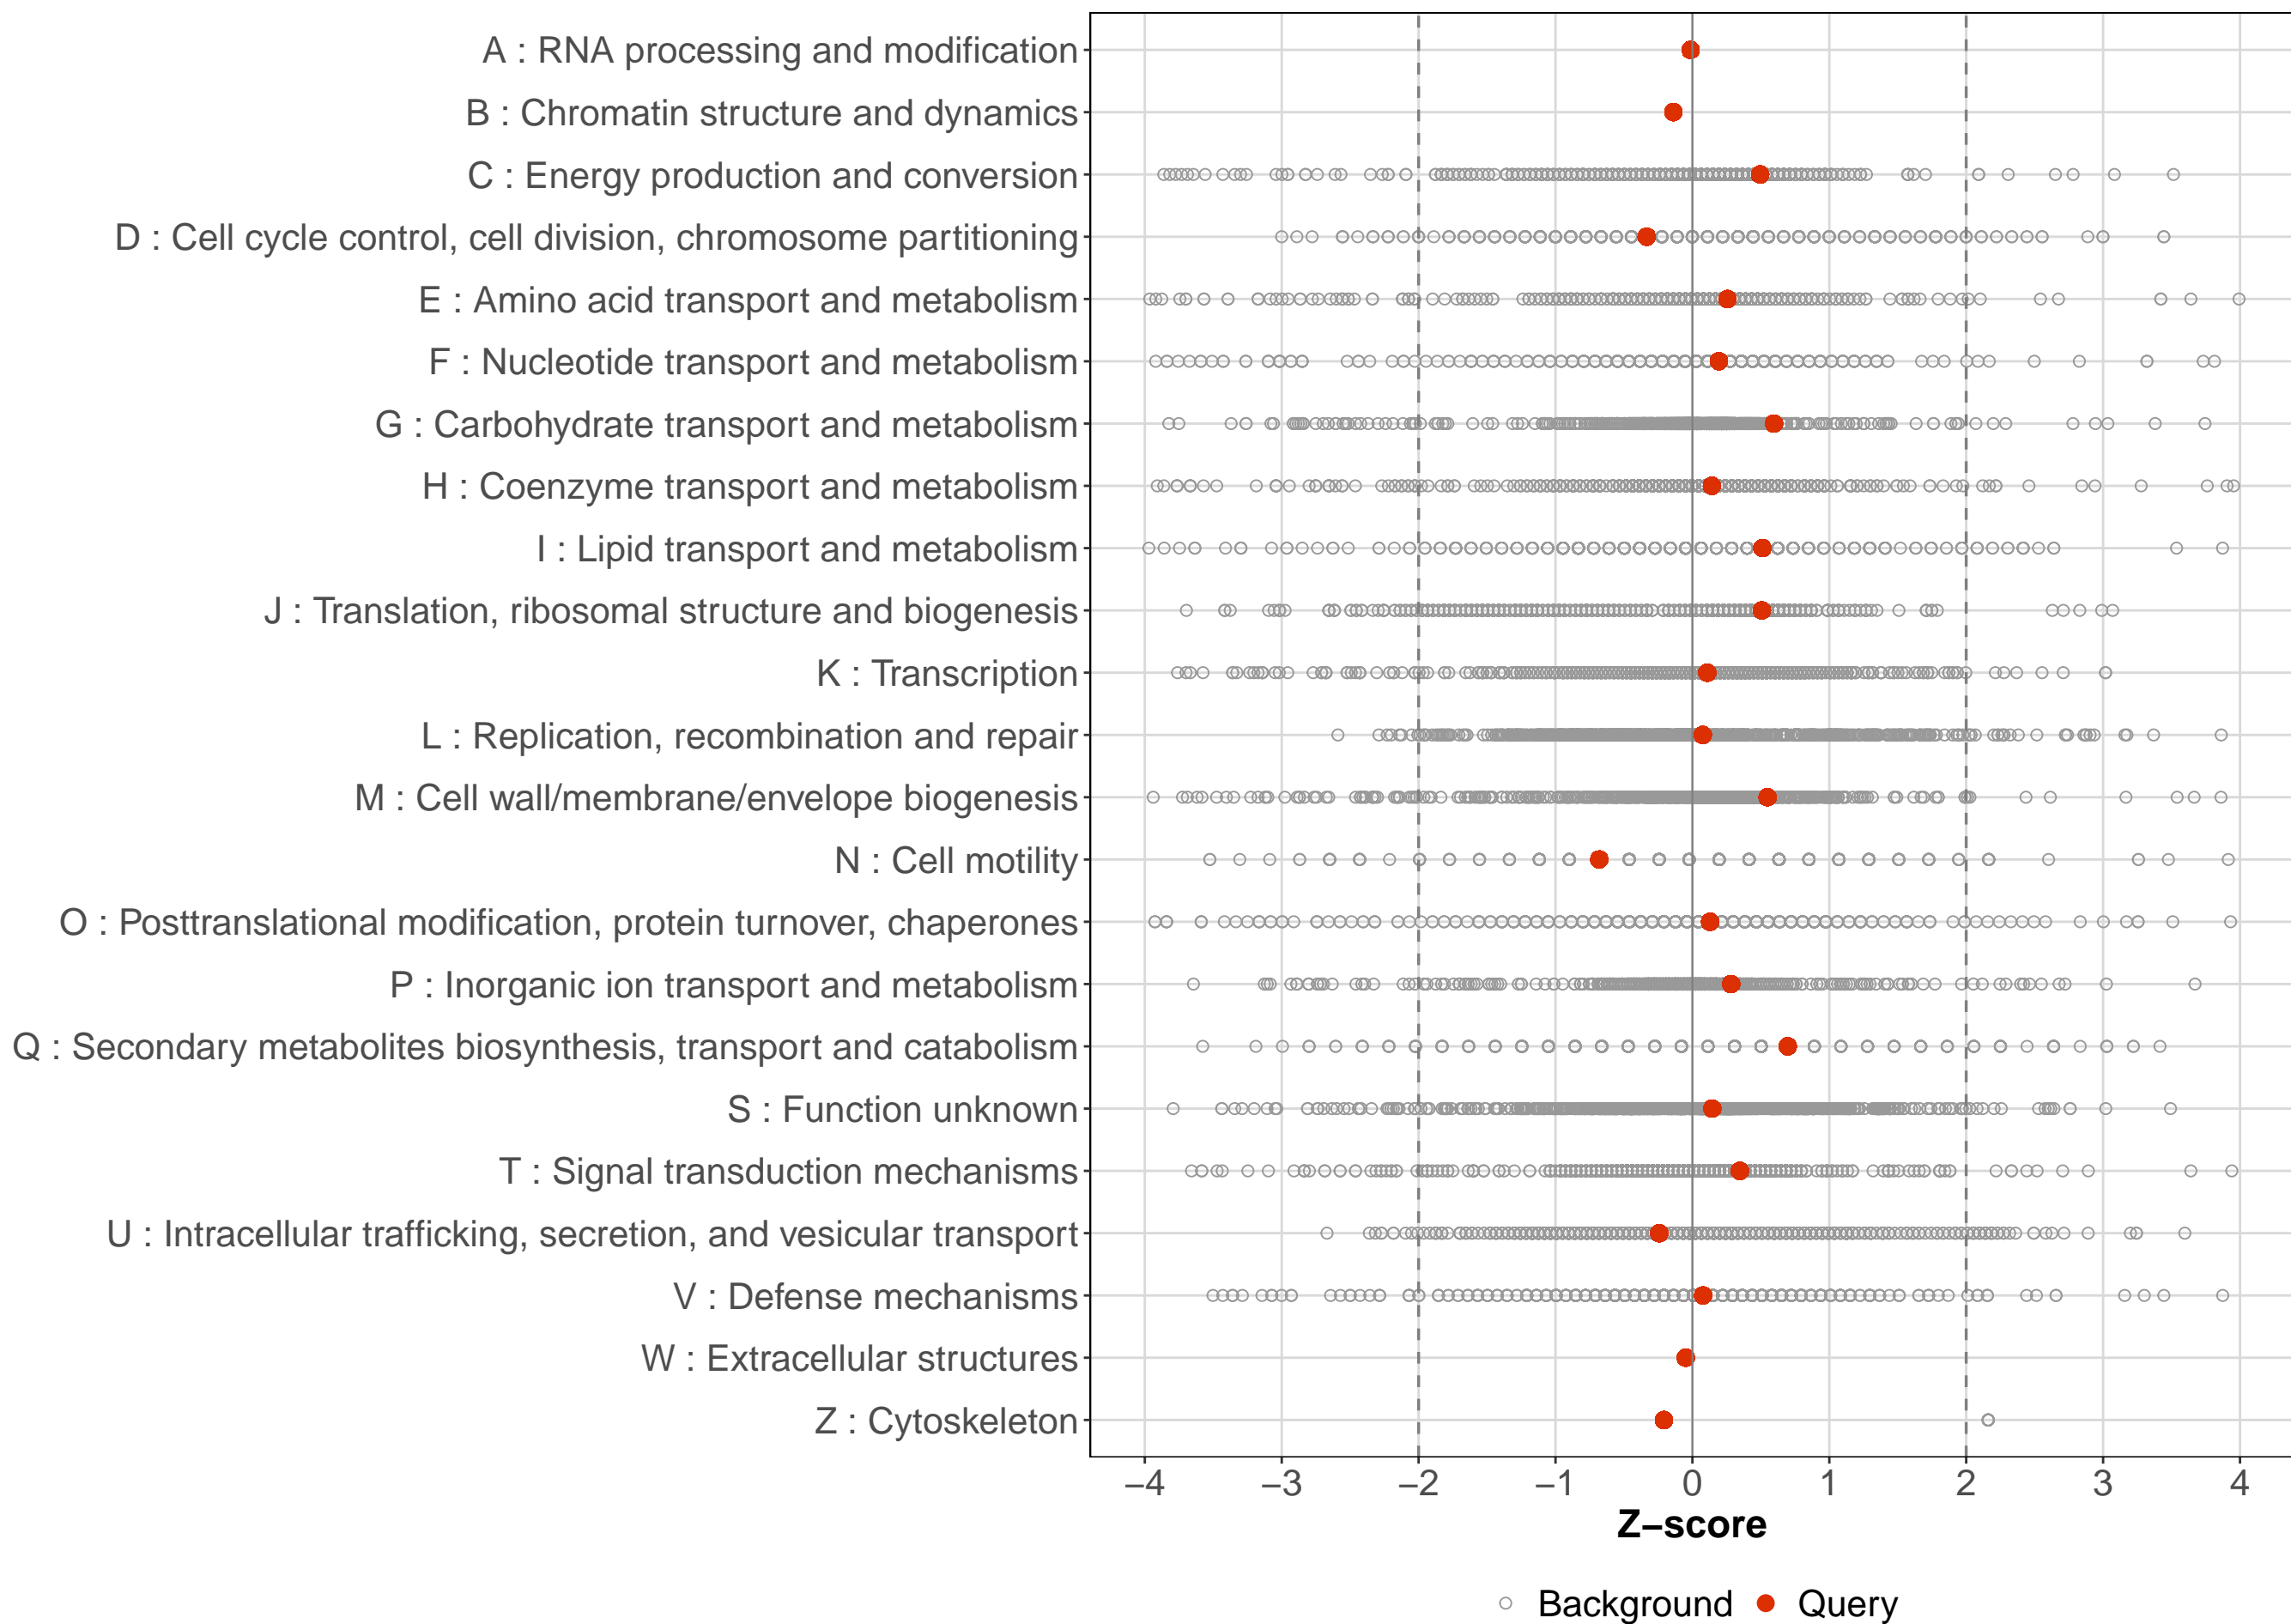 A : RNA processing and modification
B : Chromatin structure and dynamics
C : Energy production and conversion
D : Cell cycle control, cell division, chromosome partitioning
E : Amino acid transport and metabolism
F : Nucleotide transport and metabolism
G : Carbohydrate transport and metabolism
H : Coenzyme transport and metabolism
I : Lipid transport and metabolism
J : Translation, ribosomal structure and biogenesis
K : Transcription
L : Replication, recombination and repair
M : Cell wall/membrane/envelope biogenesis
N : Cell motility
O : Posttranslational modification, protein turnover, chaperones
P : Inorganic ion transport and metabolism
Q : Secondary metabolites biosynthesis, transport and catabolism
S : Function unknown
T : Signal transduction mechanisms
U : Intracellular trafficking, secretion, and vesicular transport
V : Defense mechanisms
W : Extracellular structures
Z : Cytoskeleton
−4 −3 −2 −1 0 1 2 3 4
Z−score
Background Query